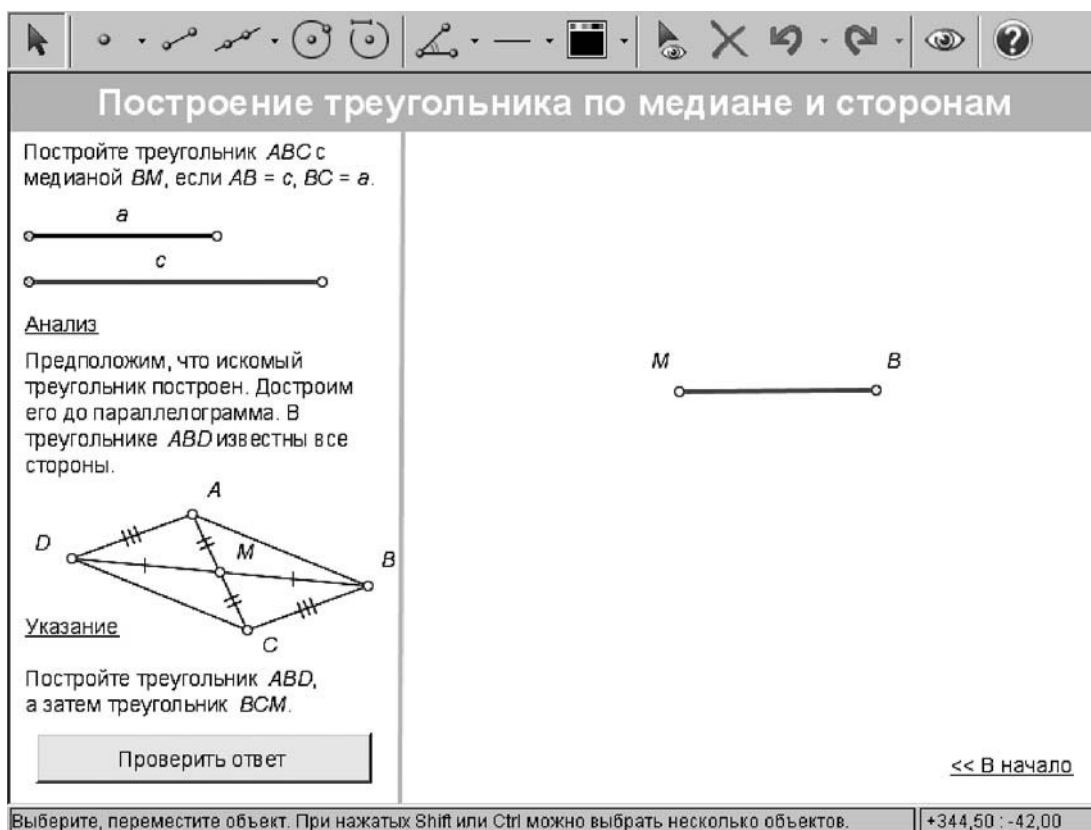 Построение треугольника по медиане и сторонам
Постройте треугольник ABC с
медианой BM, если AB = c, BC = a.
a
c
Анализ
Предположим, что искомый
треугольник построен. Достроим
его до параллелограмма. В
треугольнике ABD известны все
стороны.
A
D
M
B
C
Указание
Постройте треугольник ABD,
а затем треугольник BCM.
Проверить ответ
M
B
<< В начало
Выберите, переместите объект. При нажатых Shift или Ctrl можно выбрать несколько объектов.
+344,50 : -42,00